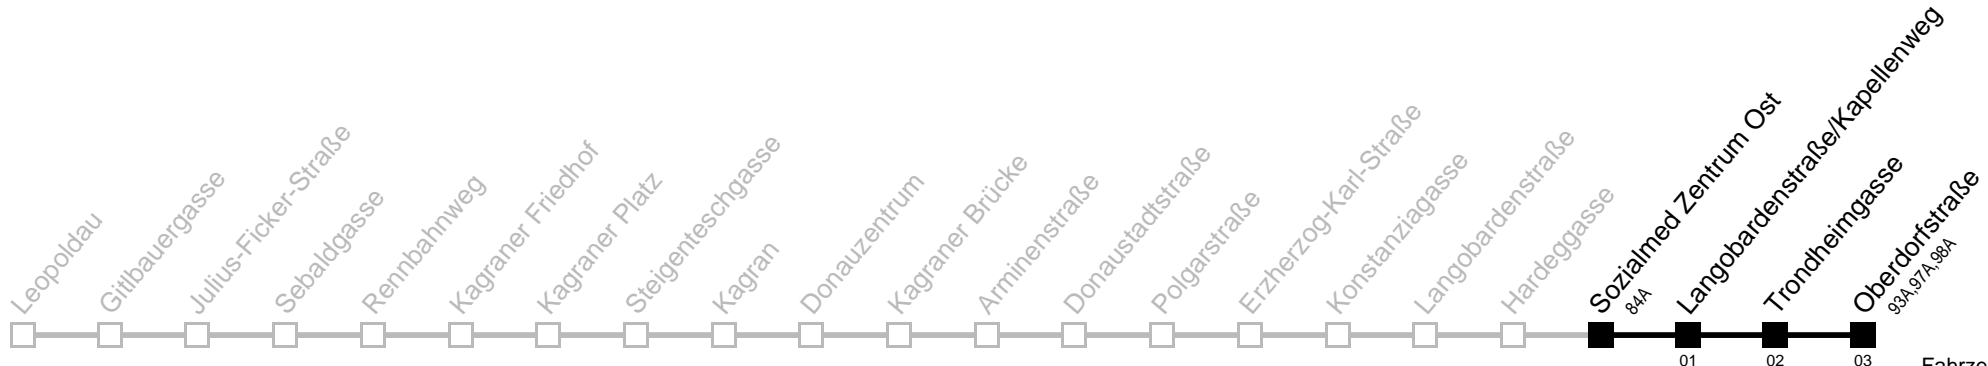 Leopoldau
Gitlbauergasse
Julius-Ficker-Straße
Sebaldgasse
Rennbahnweg
Kagraner Friedhof
Kagraner Platz
Steigenteschgasse
Kagran
Donauzentrum
Kagraner Brücke
Arminenstraße
Donaustadtstraße
Polgarstraße
Erzherzog-Karl-Straße
Konstanziagasse
Langobardenstraße
Hardeggasse
Sozialmed Zentrum Ost
84A
Langobardenstraße/Kapellenweg
Trondheimgasse
Oberdorfstraße
93A,97A,98A
01
02
03